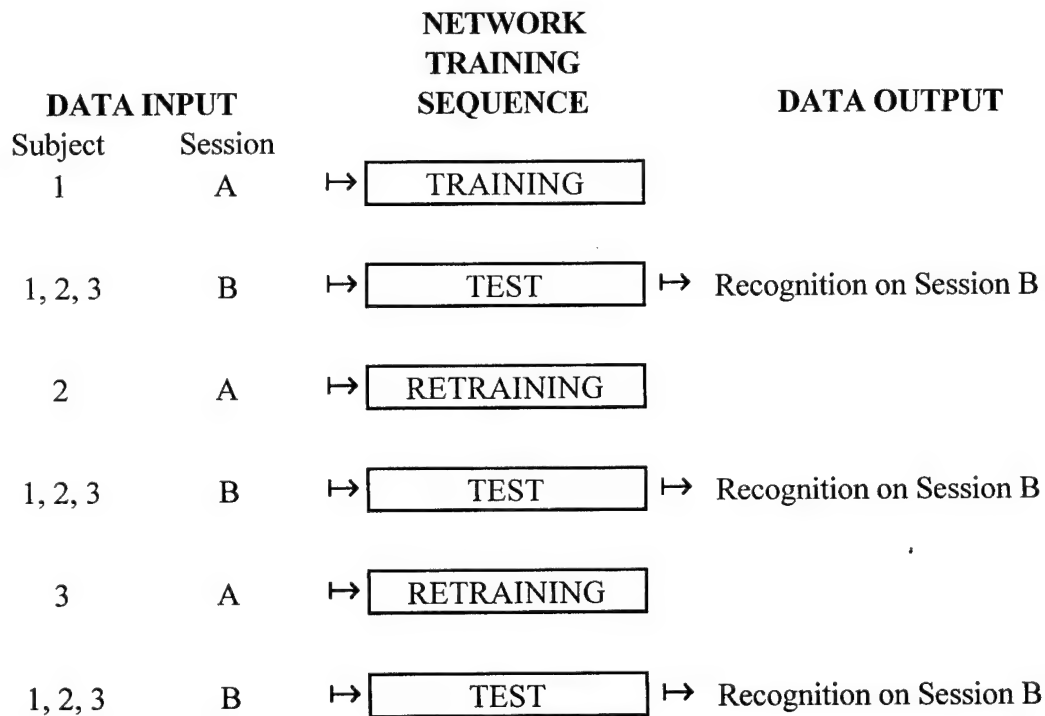 NETWORK
TRAINING
DATA INPUT SEQUENCE DATA OUTPUT
Subject Session
1 A ↦ TRAINING
1, 2, 3 B ↦ TEST ↦ Recognition on Session B
2 A ↦ RETRAINING
1, 2, 3 B ↦ TEST ↦ Recognition on Session B
3 A ↦ RETRAINING
1, 2, 3 B ↦ TEST ↦ Recognition on Session B